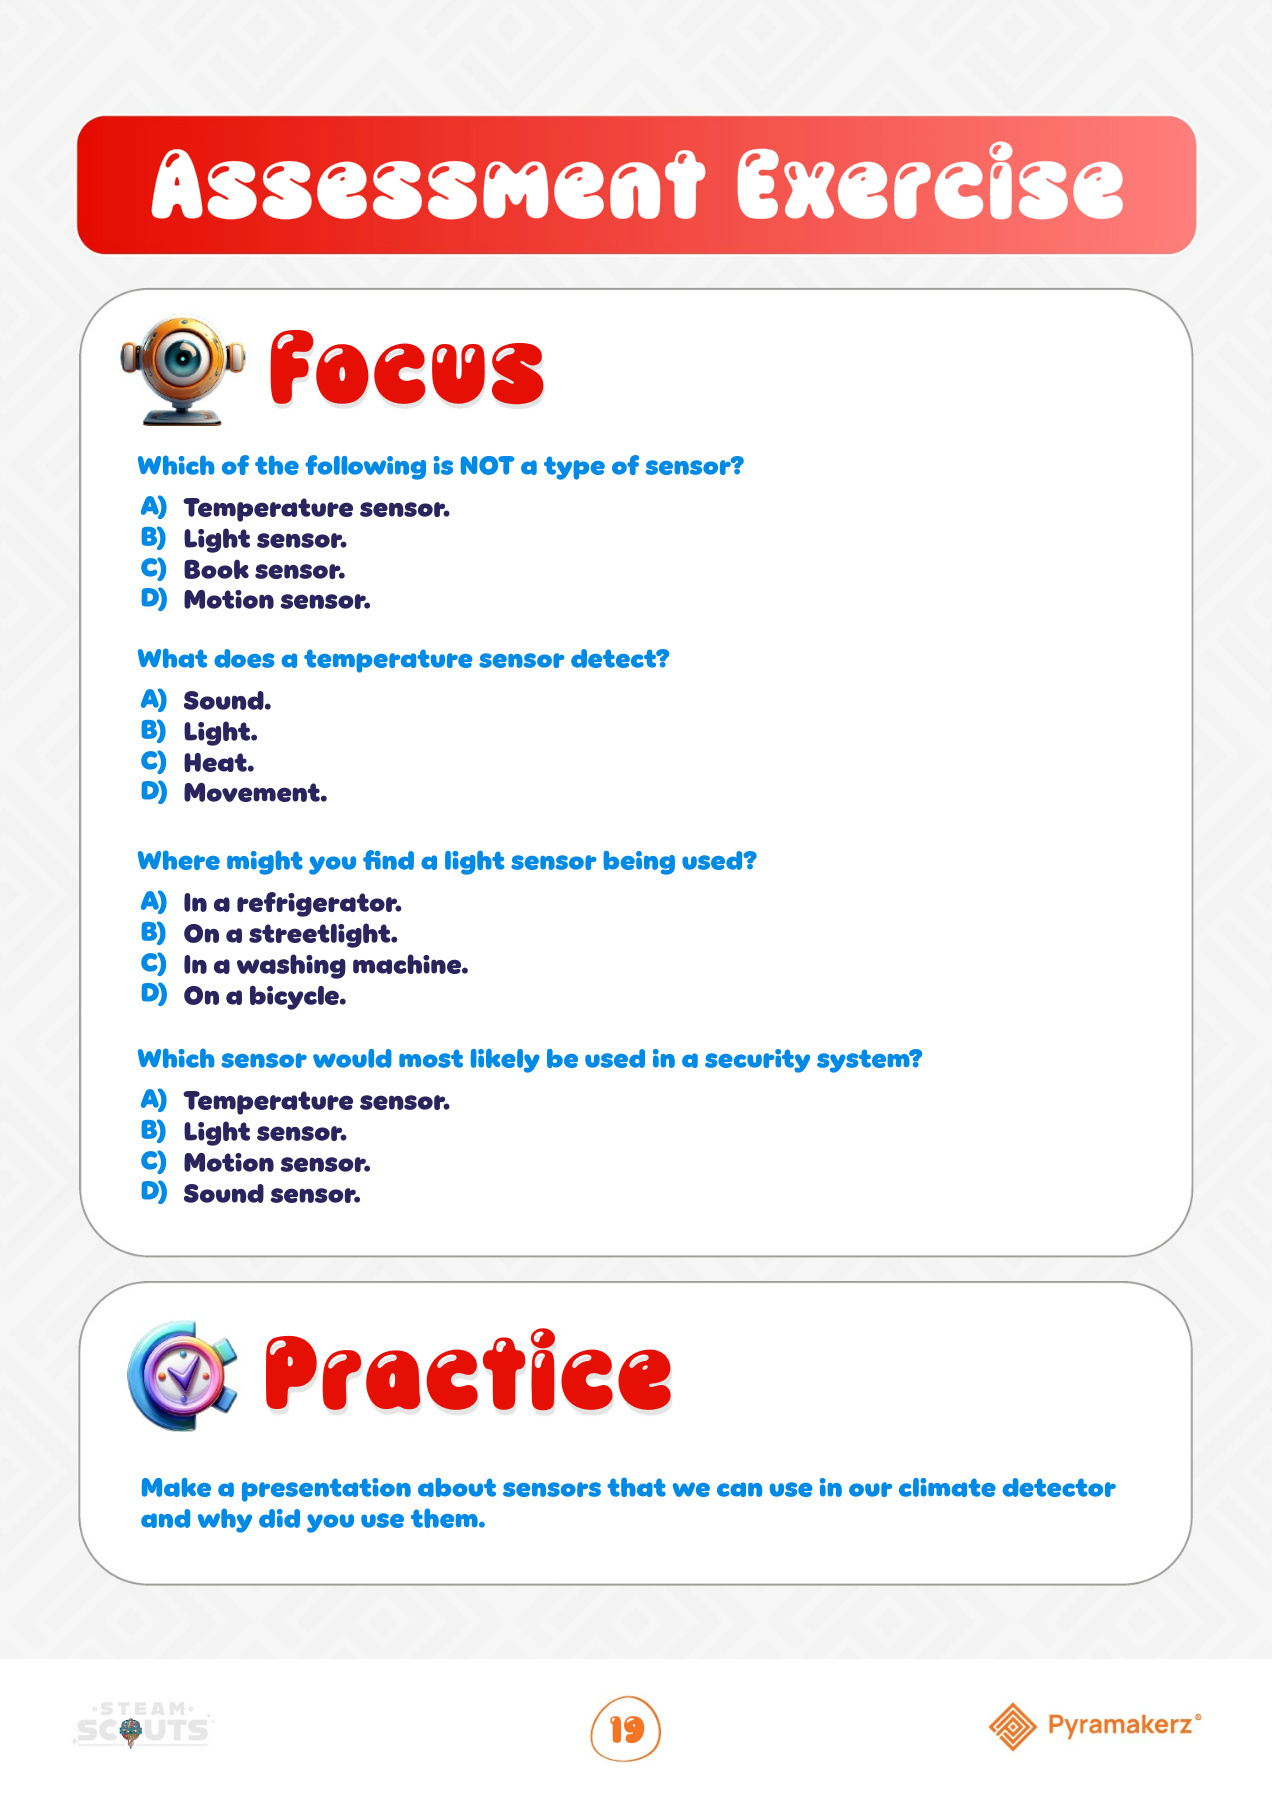 Assessment Exercise
Focus
Which of the following is NOT a type of sensor?
A) Temperature sensor.
B) Light sensor.
C) Book sensor.
D) Motion sensor.
What does a temperature sensor detect?
A) Sound.
B) Light.
C) Heat.
D) Movement.
Where might you find a light sensor being used?
A) In a refrigerator.
B) On a streetlight.
C) In a washing machine.
D) On a bicycle.
Which sensor would most likely be used in a security system?
A) Temperature sensor.
B) Light sensor.
C) Motion sensor.
D) Sound sensor.
Practice
Make a presentation about sensors that we can use in our climate detector
and why did you use them.
STEAM
SCOUTS
19
Pyramakerz®